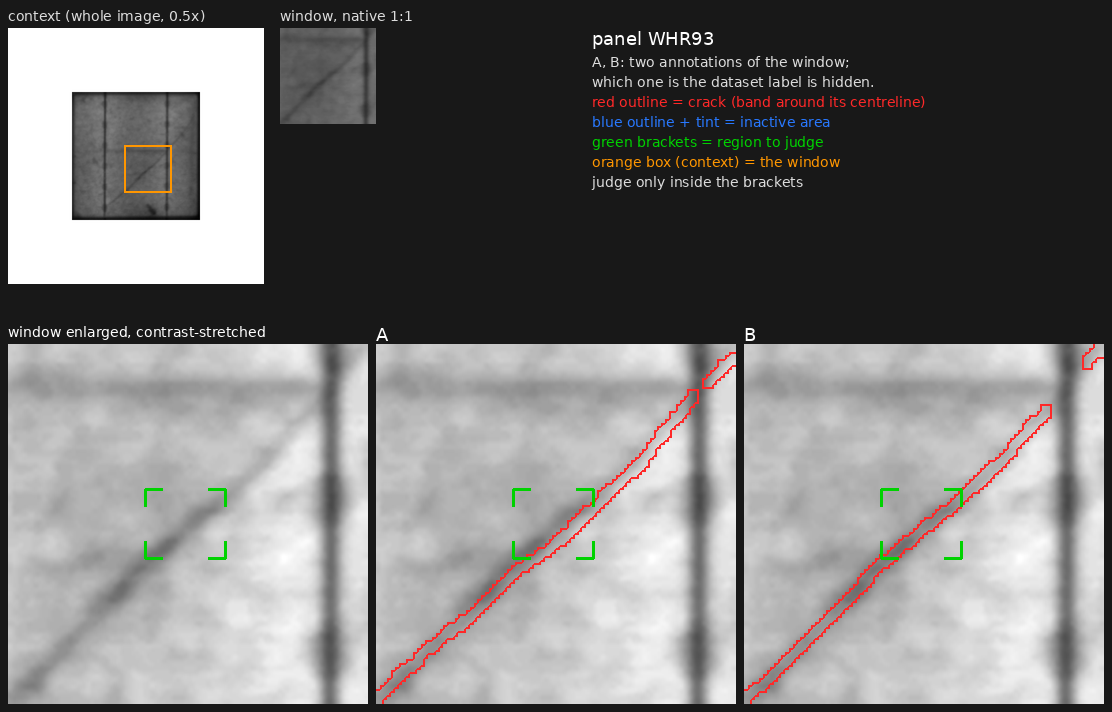 context (whole image, 0.5x)
window, native 1:1
panel WHR93
A, B: two annotations of the window;
which one is the dataset label is hidden.
red outline = crack (band around its centreline)
blue outline + tint = inactive area
green brackets = region to judge
orange box (context) = the window
judge only inside the brackets
window enlarged, contrast-stretched
A
B